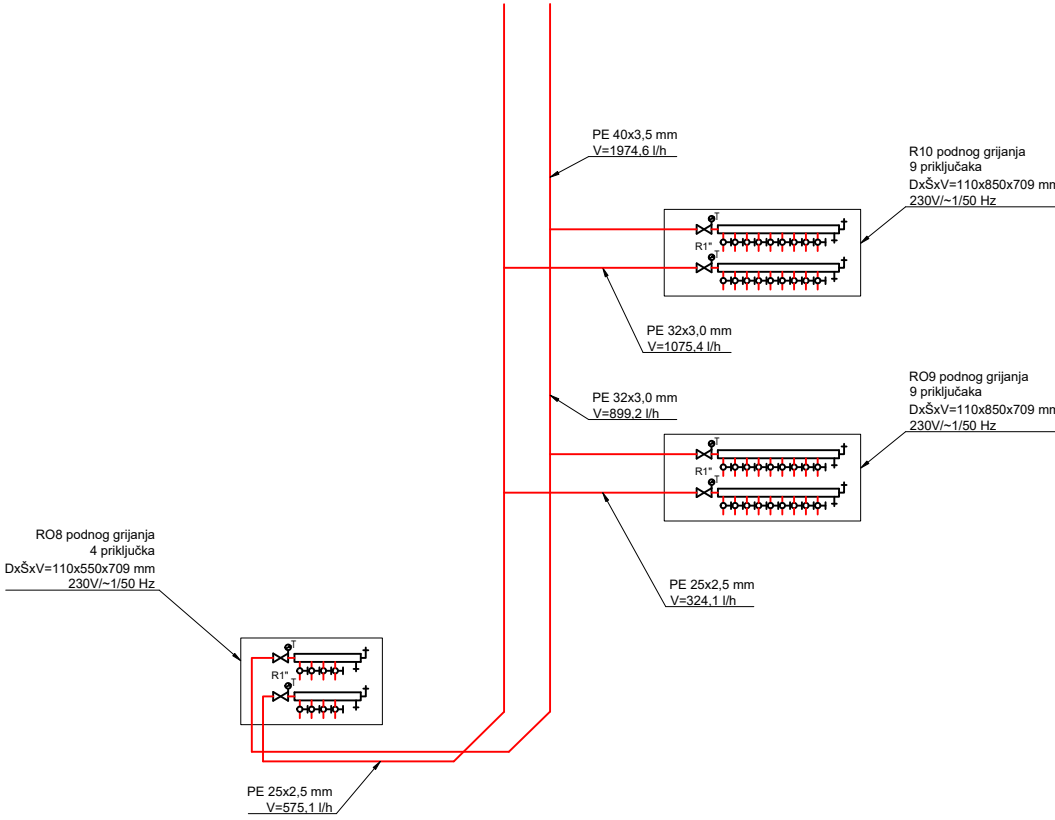 PE 40x3,5 mm
V=1974,6 l/h
R10 podnog grijanja
9 priključaka
DxŠxV=110x850x709 mm
230V/~1/50 Hz
T
R1"
T
PE 32x3,0 mm
V=1075,4 l/h
PE 32x3,0 mm
V=899,2 l/h
RO9 podnog grijanja
9 priključaka
DxŠxV=110x850x709 mm
230V/~1/50 Hz
T
R1"
T
RO8 podnog grijanja
4 priključka
DxŠxV=110x550x709 mm
230V/~1/50 Hz
PE 25x2,5 mm
V=324,1 l/h
T
R1"
T
PE 25x2,5 mm
V=575,1 l/h